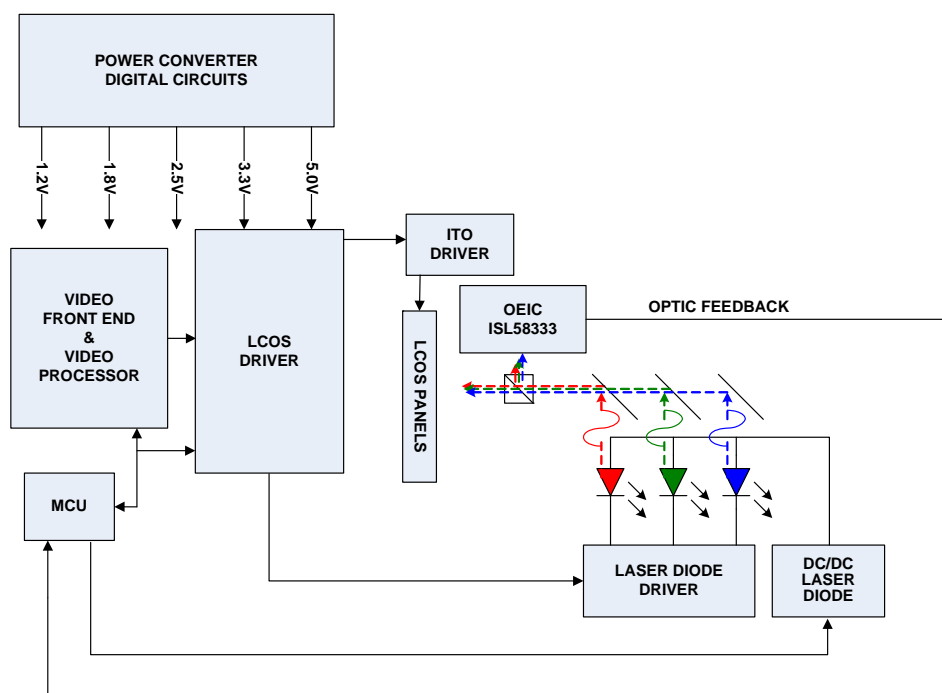 POWER CONVERTER
DIGITAL CIRCUITS
1.2V
1.8V
2.5V
3.3V
5.0V
ITO
DRIVER
VIDEO
FRONT END
&
VIDEO
PROCESSOR
LCOS
DRIVER
OEIC
ISL58333
OPTIC FEEDBACK
LCOS PANELS
MCU
LASER DIODE
DRIVER
DC/DC
LASER
DIODE